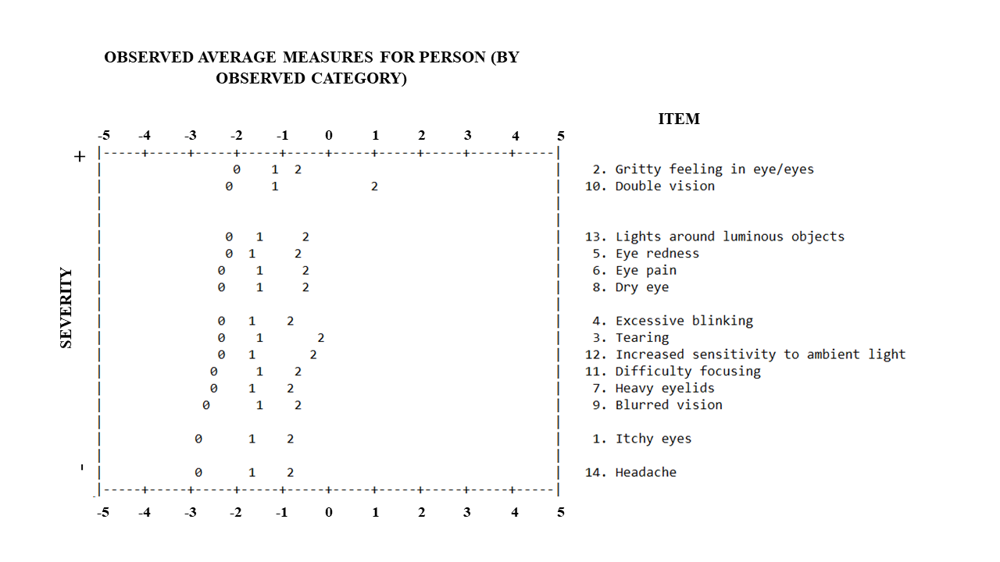 OBSERVED AVERAGE MEASURES FOR PERSON (BY
OBSERVED CATEGORY)
ITEM
-5 -4 -3 -2 -1 0 1 2 3 4 5
+
|-----+-----+-----+-----+-----+-----+-----+-----+-----+-----|
| 0 1 2 | 2. Gritty feeling in eye/eyes
| 0 1 2 | 10. Double vision
| |
| |
| 0 1 2 | 13. Lights around luminous objects
| 0 1 2 | 5. Eye redness
| 0 1 2 | 6. Eye pain
| 0 1 2 | 8. Dry eye
| |
| 0 1 2 | 4. Excessive blinking
| 0 1 2 | 3. Tearing
| 0 1 2 | 12. Increased sensitivity to ambient light
| 0 1 2 | 11. Difficulty focusing
| 0 1 2 | 7. Heavy eyelids
| 0 1 2 | 9. Blurred vision
| |
| 0 1 2 | 1. Itchy eyes
| |
| 0 1 2 | 14. Headache
|-----+-----+-----+-----+-----+-----+-----+-----+-----+-----|
-5 -4 -3 -2 -1 0 1 2 3 4 5
SEVERITY
-